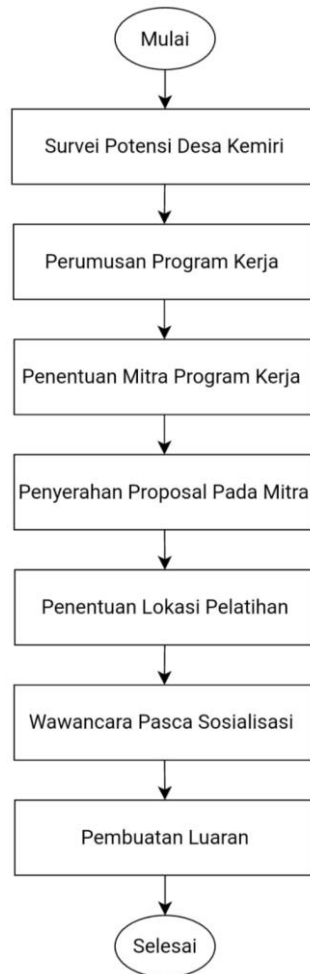 Mulai
Survei Potensi Desa Kemiri
Perumusan Program Kerja
Penentuan Mitra Program Kerja
Penyerahan Proposal Pada Mitra
Penentuan Lokasi Pelatihan
Wawancara Pasca Sosialisasi
Pembuatan Luaran
Selesai